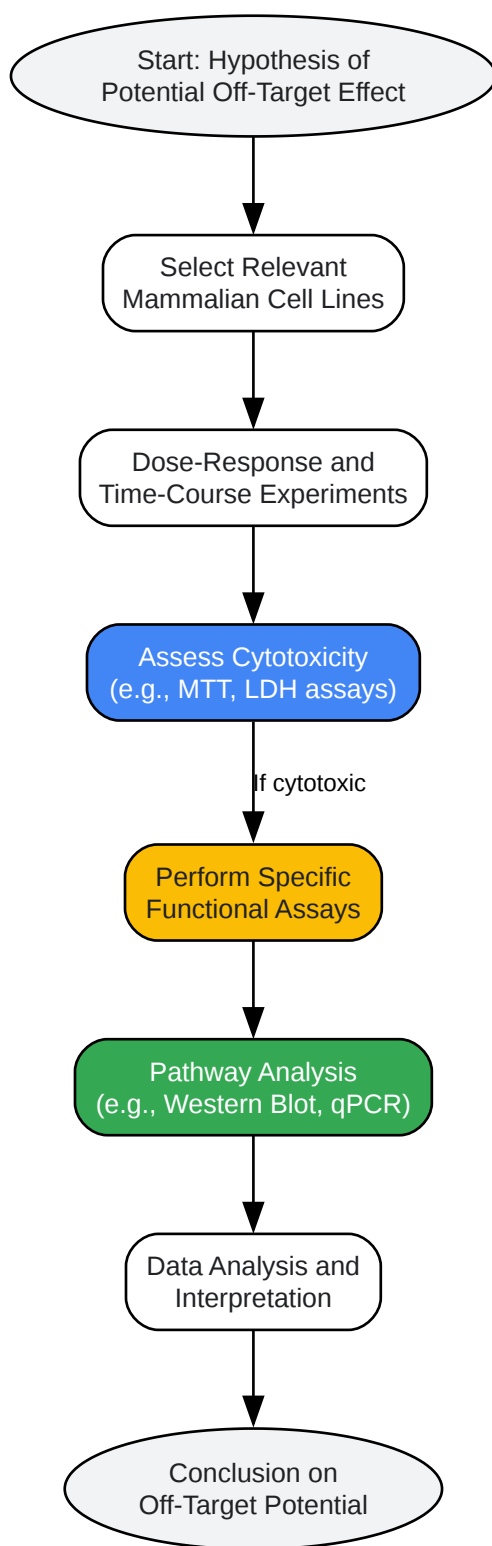 Start: Hypothesis of
Potential Off-Target Effect
Select Relevant
Mammalian Cell Lines
Dose-Response and
Time-Course Experiments
Assess Cytotoxicity
(e.g., MTT, LDH assays)
If cytotoxic
Perform Specific
Functional Assays
Pathway Analysis
(e.g., Western Blot, qPCR)
Data Analysis and
Interpretation
Conclusion on
Off-Target Potential